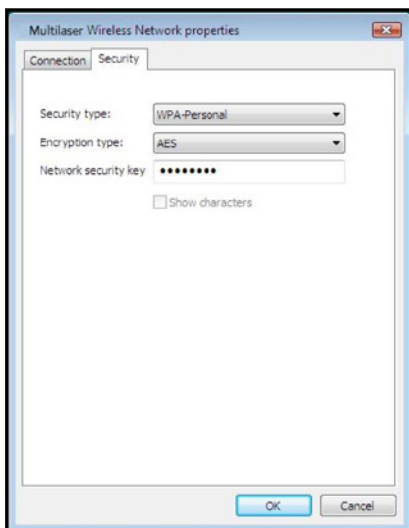 Multilaser Wireless Network properties
Connection Security
Security type: WPA-Personal
Encryption type: AES
Network security key ••••••••
Show characters
OK Cancel